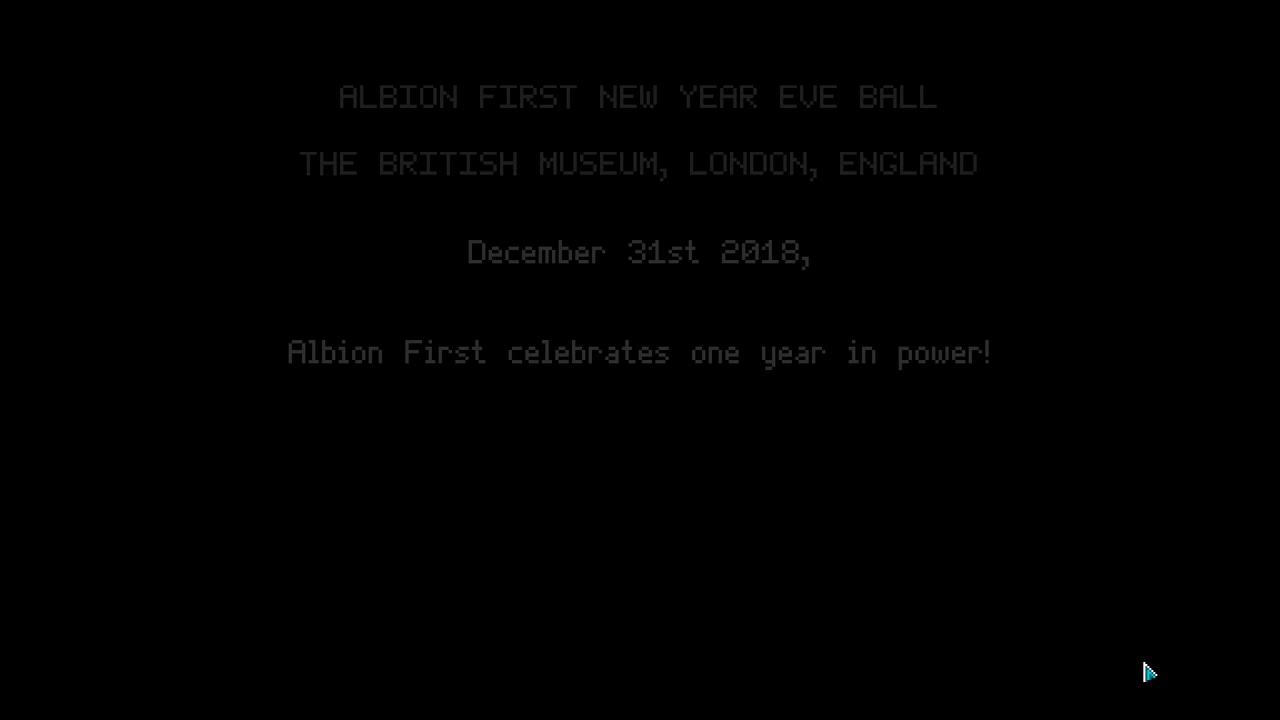 ALBION FIRST NEW YEAR EVE BALL
THE BRITISH MUSEUM, LONDON, ENGLAND
December 31st 2018,
Albion First celebrates one year in power!